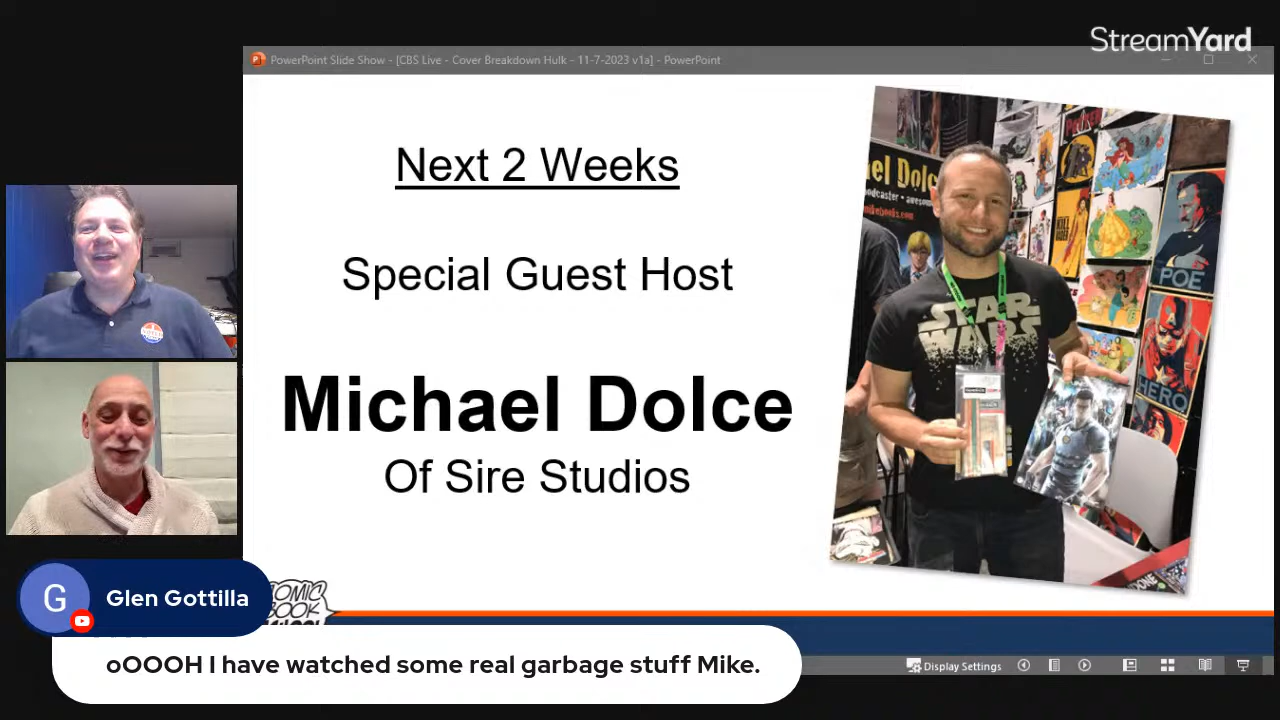 StreamYard
PowerPoint Slide Show - [CBS Live - Cover Breakdown Hulk - 11-7-2023 v1a] - PowerPoint
Next 2 Weeks
Special Guest Host
Michael Dolce
Of Sire Studios
STAR
WARS
POE
HERO
COMIC
BOOK
G
Glen Gottilla
oOOOH I have watched some real garbage stuff Mike.
Display Settings